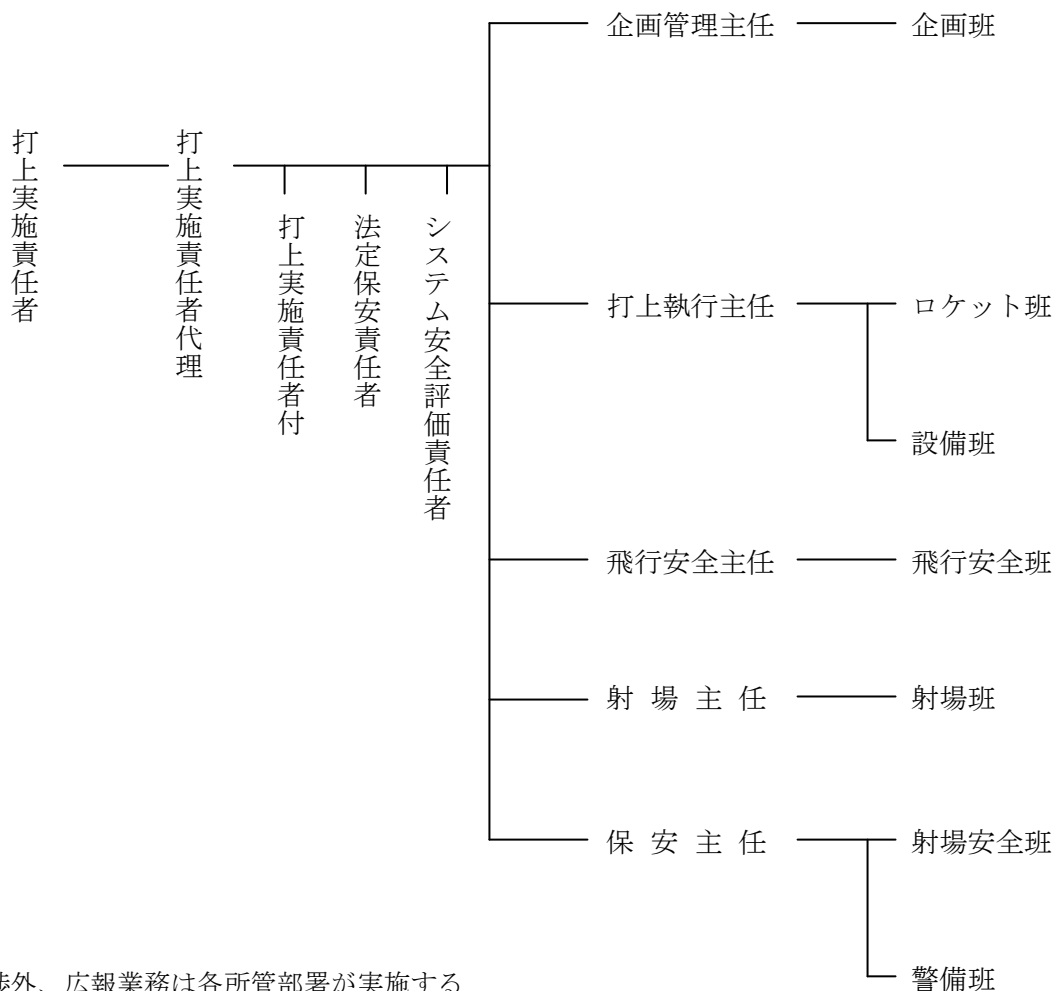 打上実施責任者
打上実施責任者代理
打上実施責任者付
法定保安責任者
システム安全評価責任者
企画管理主任
企画班
打上執行主任
ロケット班
設備班
飛行安全主任
飛行安全班
射 場 主 任
射場班
保 安 主 任
射場安全班
警備班
渉外、広報業務は各所管部署が実施する